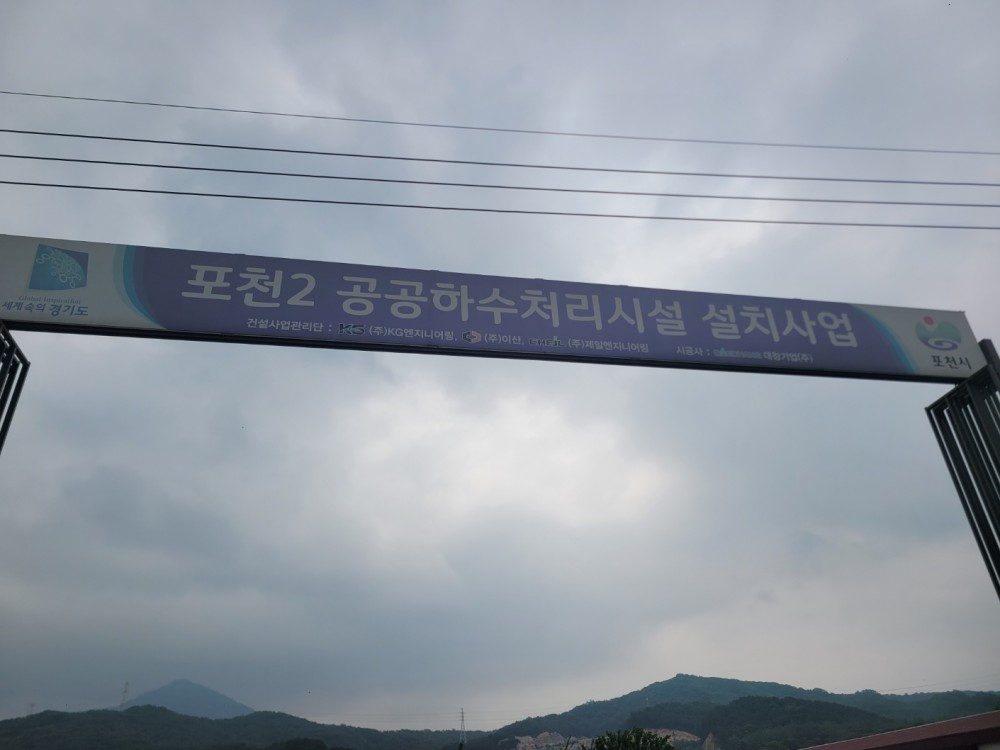 포천2 공공하수처리시설 설치사업
세계 속의 경기도
건설사업관리단 : KG (주)KG엔지니어링, (주)이산, CHEIL (주)제일엔지니어링 시공사 : 대창기업(주)
포천시